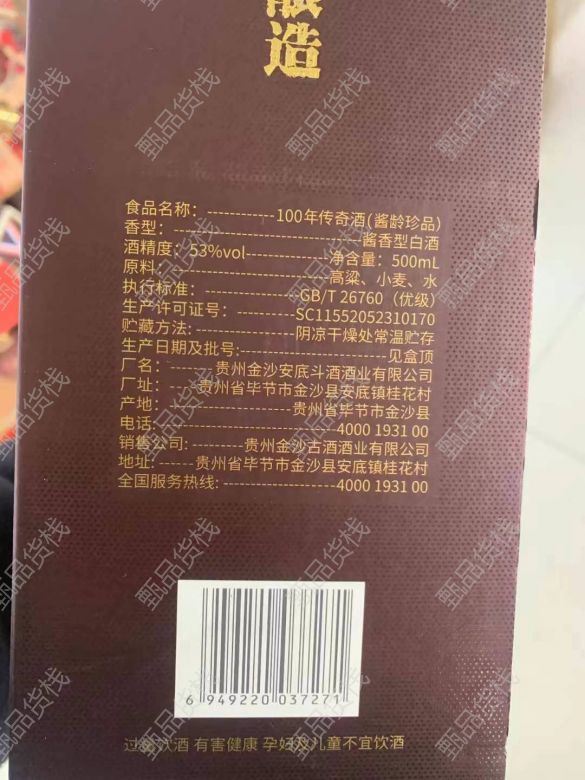 酿造
食品名称：------------100年传奇酒(酱龄珍品)
香型：------------------------------酱香型白酒
酒精度：53%vol---------------净含量：500mL
原料：----------------------------高粱、小麦、水
执行标准：----------------------GB/T 26760（优级）
生产许可证号：----------SC11552052310170
贮藏方法:-------------------阴凉干燥处常温贮存
生产日期及批号:-------------------------见盒顶
厂名：---------贵州金沙安底斗酒酒业有限公司
厂址：------贵州省毕节市金沙县安底镇桂花村
产地：----------------------贵州省毕节市金沙县
电话:-------------------------------4000 1931 00
销售公司:---------贵州金沙古酒酒业有限公司
地址:------贵州省毕节市金沙县安底镇桂花村
全国服务热线:--------------------4000 1931 00
6 949220 037271
过量饮酒 有害健康 孕妇及儿童不宜饮酒
甄品货栈